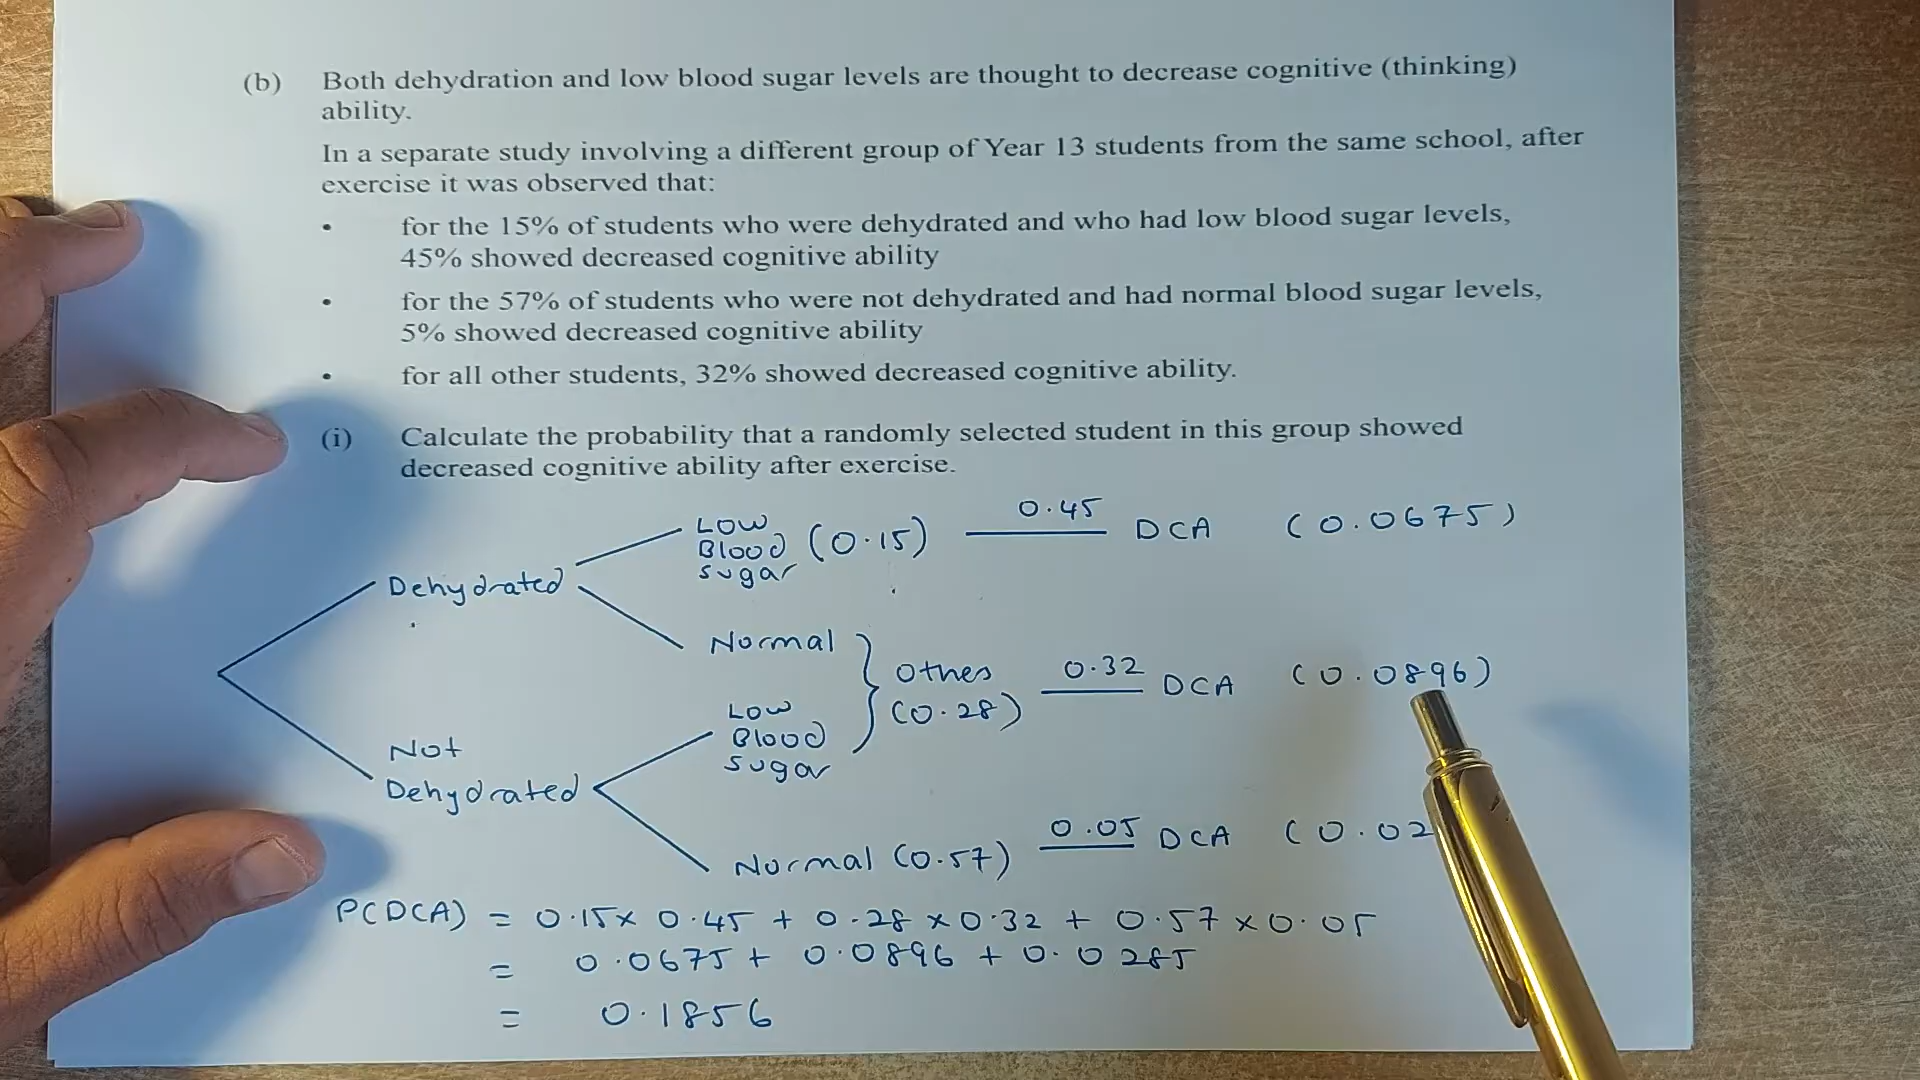 (b) Both dehydration and low blood sugar levels are thought to decrease cognitive (thinking)
ability.
In a separate study involving a different group of Year 13 students from the same school, after
exercise it was observed that:
• for the 15% of students who were dehydrated and who had low blood sugar levels,
45% showed decreased cognitive ability
• for the 57% of students who were not dehydrated and had normal blood sugar levels,
5% showed decreased cognitive ability
• for all other students, 32% showed decreased cognitive ability.
(i) Calculate the probability that a randomly selected student in this group showed
decreased cognitive ability after exercise.
Dehydrated
Low
Blood
sugar
(0.15)
0.45
DCA
(0.0675)
Normal
Othes
(0.28)
0.32
DCA
(0.0896)
Not
Dehydrated
Low
Blood
sugar
Normal (0.57)
0.05
DCA
(0.02
P(DCA) = 0.15 x 0.45 + 0.28 x 0.32 + 0.57 x 0.05
= 0.0675 + 0.0896 + 0.0285
= 0.1856